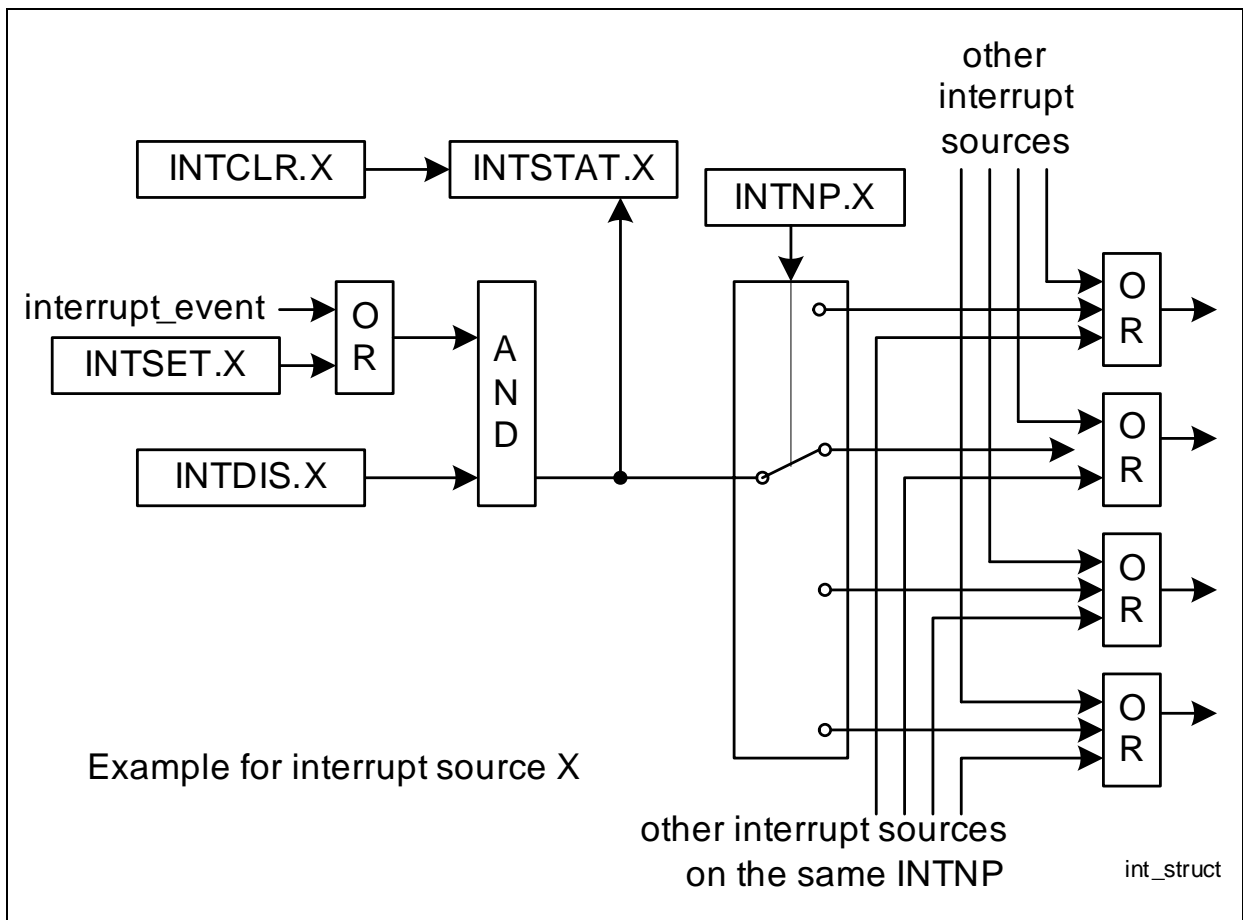 other
interrupt
sources
INTCLR.X
INTSTAT.X
INTNP.X
interrupt_event
INTSET.X
INTDIS.X
O
R
A
N
D
O
R
O
R
O
R
O
R
Example for interrupt source X
other interrupt sources
on the same INTNP
int_struct